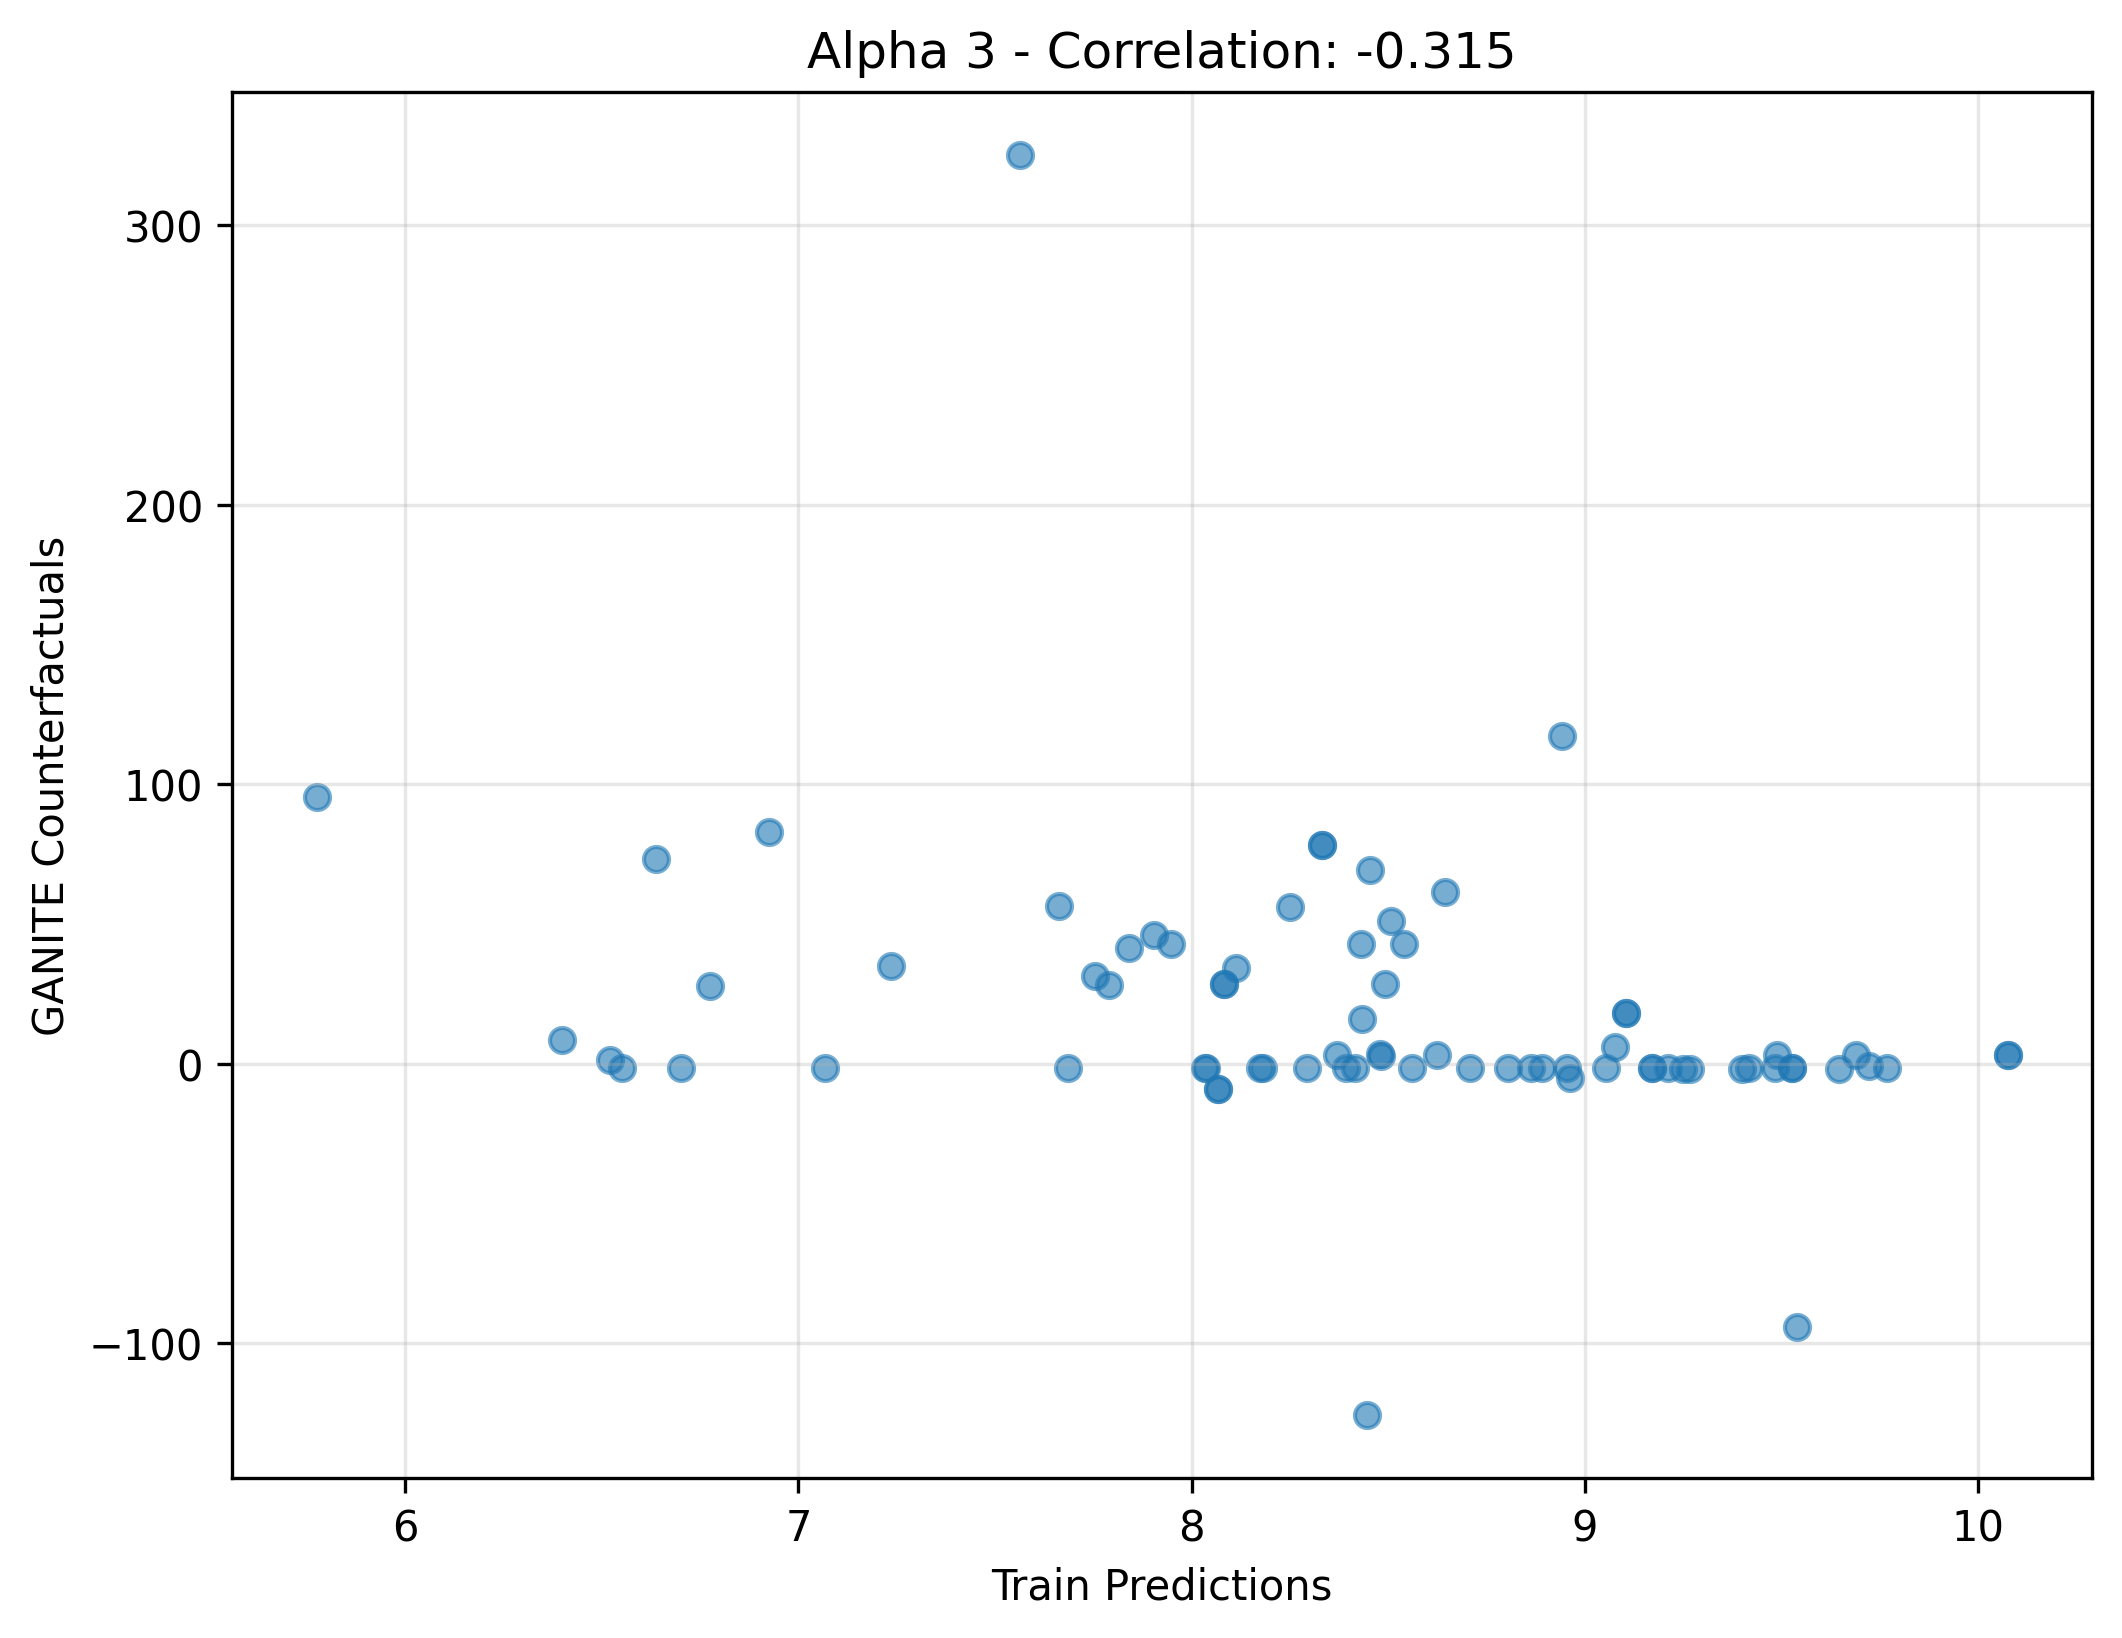 Alpha 3 - Correlation: -0.315
GANITE Counterfactuals
300
200
100
0
−100
6 7 8 9 10
Train Predictions